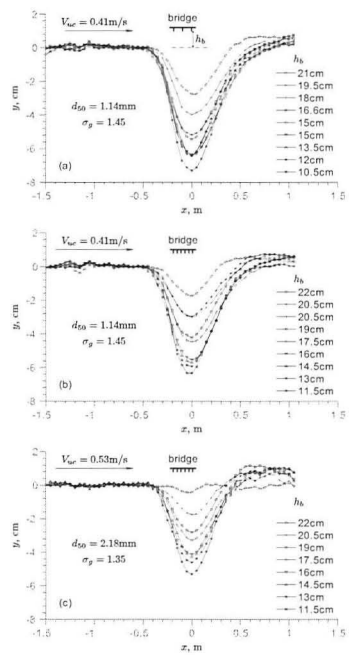 bridge
V_uc = 0.41m/s
h_b
y, cm
2
0
-2
-4
-6
-8
d_50 = 1.14mm
σ_g = 1.45
(a)
h_b
21cm
19.5cm
18cm
16.6cm
15cm
15cm
13.5cm
12cm
10.5cm
-1.5 -1 -0.5 0 0.5 1 1.5
x, m
bridge
V_uc = 0.41m/s
y, cm
2
0
-2
-4
-6
-8
d_50 = 1.14mm
σ_g = 1.45
(b)
h_b
22cm
20.5cm
20.5cm
19cm
17.5cm
16cm
14.5cm
13cm
11.5cm
-1.5 -1 -0.5 0 0.5 1 1.5
x, m
bridge
V_uc = 0.53m/s
y, cm
2
0
-2
-4
-6
-8
d_50 = 2.18mm
σ_g = 1.35
(c)
h_b
22cm
20.5cm
19cm
17.5cm
16cm
14.5cm
13cm
11.5cm
-1.5 -1 -0.5 0 0.5 1 1.5
x, m